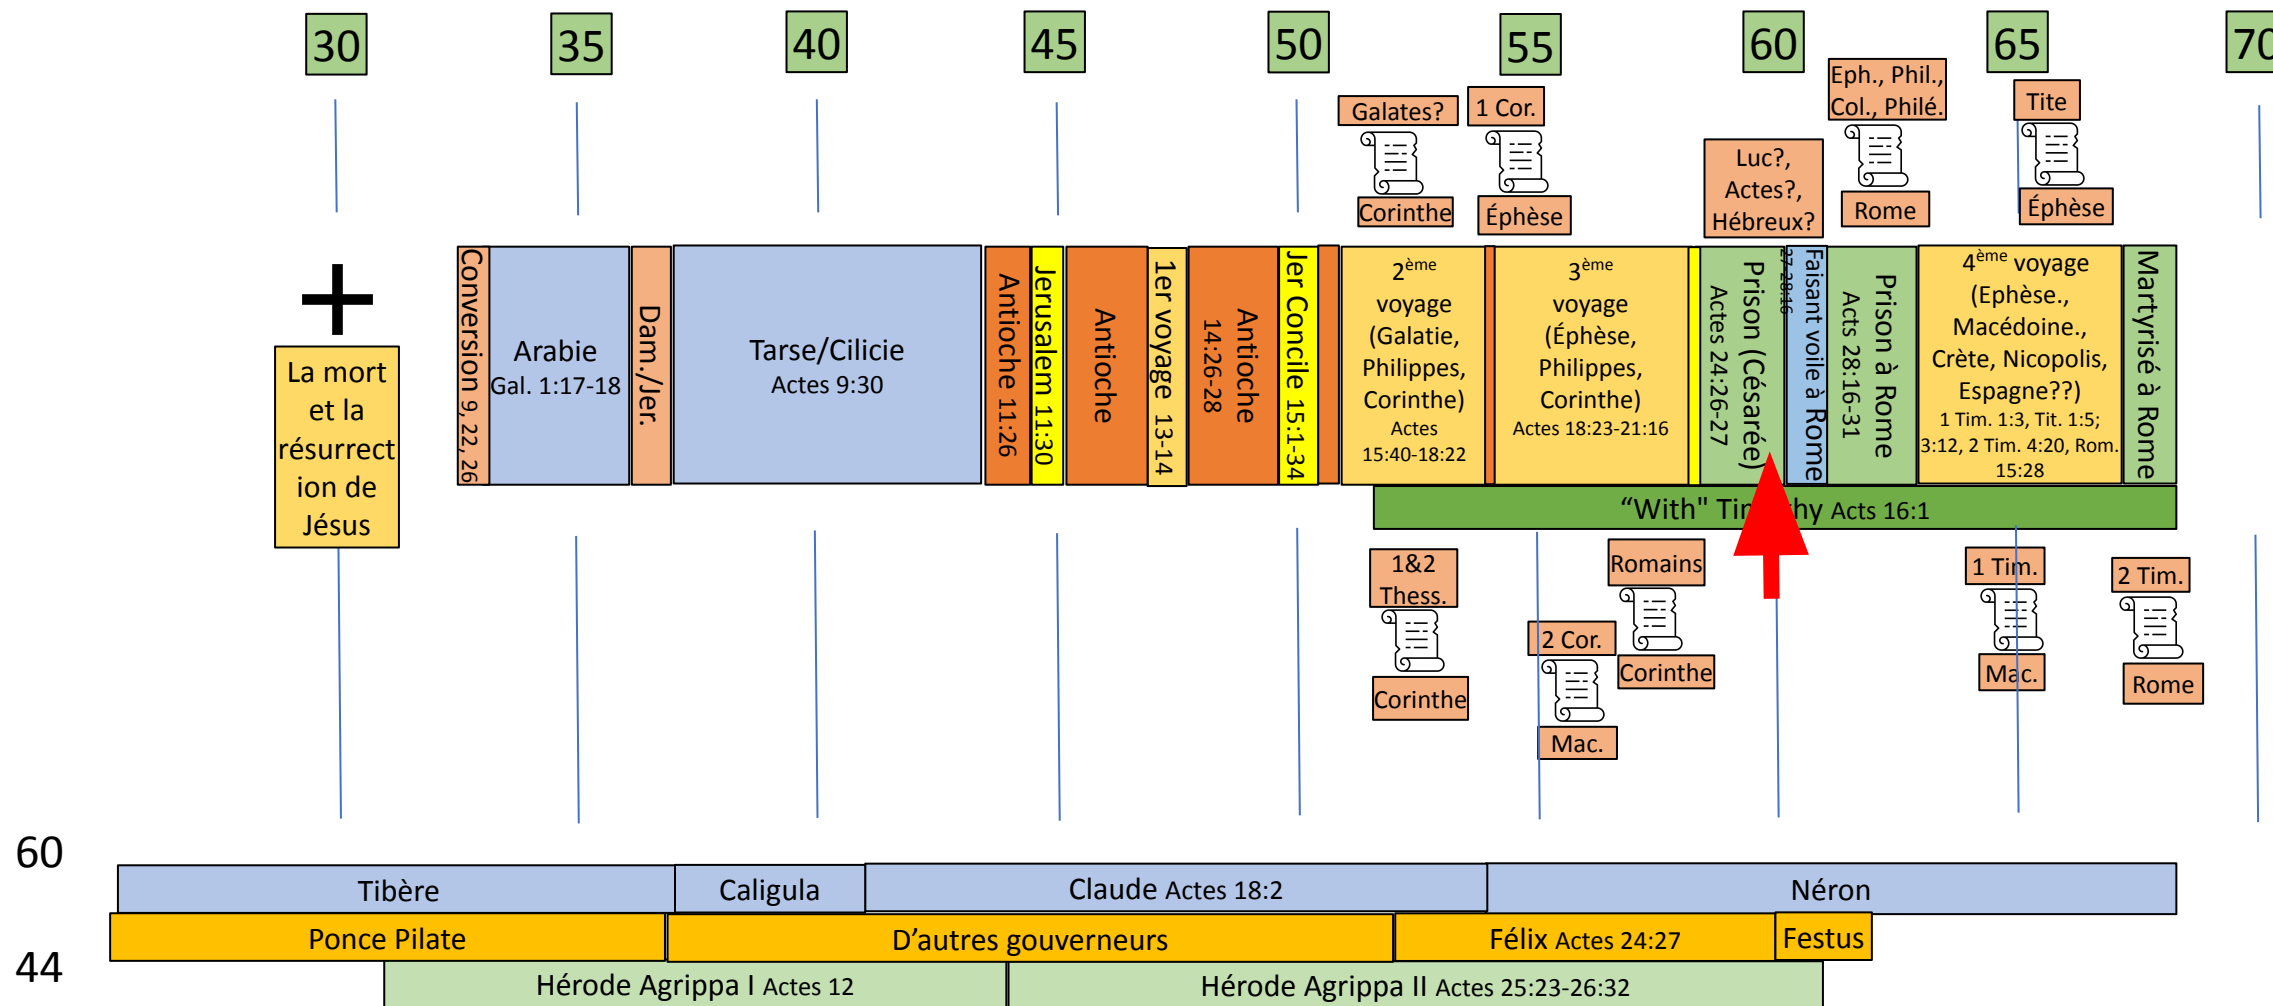 30
35
40
45
50
55
60
65
70
Galates?
Corinthe
1 Cor.
Éphèse
Luc?,
Actes?,
Hébreux?
Eph., Phil.,
Col., Philé.
Rome
Tite
Éphèse
La mort
et la
résurrect
ion de
Jésus
Conversion 9, 22, 26
Arabie
Gal. 1:17-18
Dam./Jer.
Tarse/Cilicie
Actes 9:30
Antioche 11:26
Jerusalem 11:30
Antioche
1er voyage 13-14
Antioche
14:26-28
Jer Concile 15:1-34
2ème
voyage
(Galatie,
Philippes,
Corinthe)
Actes
15:40-18:22
3ème
voyage
(Éphèse,
Philippes,
Corinthe)
Actes 18:23-21:16
Prison (Césarée)
Actes 24:26-27
Faisant voile à Rome
27-28:16
Prison à Rome
Acts 28:16-31
4ème voyage
(Ephèse.,
Macédoine.,
Crète, Nicopolis,
Espagne??)
1 Tim. 1:3, Tit. 1:5;
3:12, 2 Tim. 4:20, Rom.
15:28
Martyrisé à Rome
“With" Timothy Acts 16:1
1&2
Thess.
Corinthe
2 Cor.
Mac.
Romains
Corinthe
1 Tim.
Mac.
2 Tim.
Rome
60
Tibère
Caligula
Claude Actes 18:2
Néron
Ponce Pilate
D’autres gouverneurs
Félix Actes 24:27
Festus
44
Hérode Agrippa I Actes 12
Hérode Agrippa II Actes 25:23-26:32